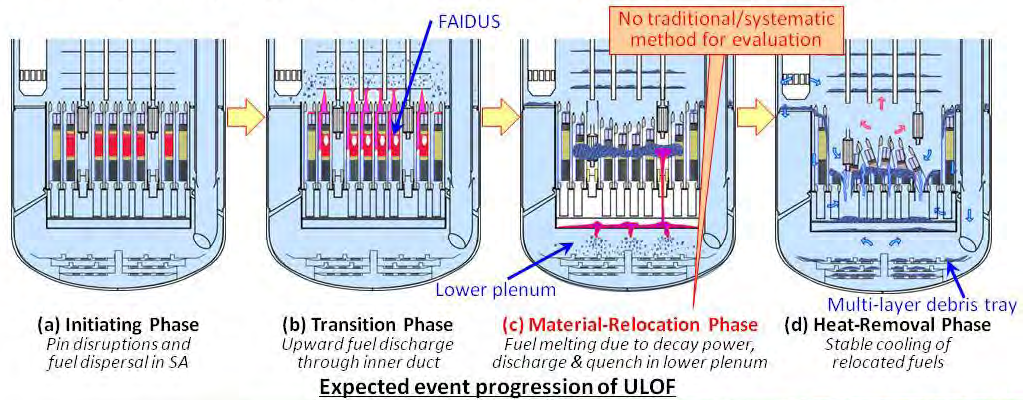 FAIDUS
No traditional/systematic
method for evaluation
Lower plenum
Multi-layer debris tray
(a) Initiating Phase
Pin disruptions and
fuel dispersal in SA
(b) Transition Phase
Upward fuel discharge
through inner duct
(c) Material-Relocation Phase
Fuel melting due to decay power,
discharge & quench in lower plenum
(d) Heat-Removal Phase
Stable cooling of
relocated fuels
Expected event progression of ULOF